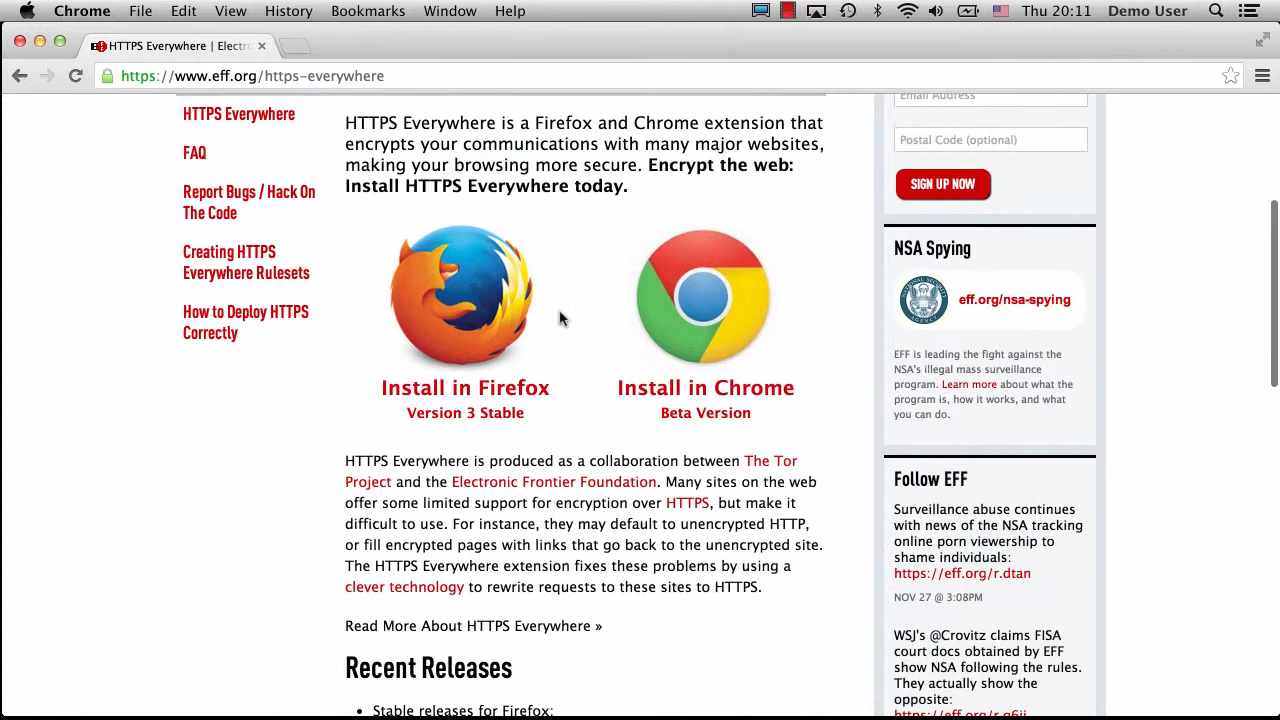 Chrome File Edit View History Bookmarks Window Help Thu 20:11 Demo User
HTTPS Everywhere | Electro
https://www.eff.org/https-everywhere
HTTPS Everywhere
FAQ
Report Bugs / Hack On
The Code
Creating HTTPS
Everywhere Rulesets
How to Deploy HTTPS
Correctly
HTTPS Everywhere is a Firefox and Chrome extension that
encrypts your communications with many major websites,
making your browsing more secure. Encrypt the web:
Install HTTPS Everywhere today.
Install in Firefox
Version 3 Stable
Install in Chrome
Beta Version
HTTPS Everywhere is produced as a collaboration between The Tor
Project and the Electronic Frontier Foundation. Many sites on the web
offer some limited support for encryption over HTTPS, but make it
difficult to use. For instance, they may default to unencrypted HTTP,
or fill encrypted pages with links that go back to the unencrypted site.
The HTTPS Everywhere extension fixes these problems by using a
clever technology to rewrite requests to these sites to HTTPS.
Read More About HTTPS Everywhere »
Recent Releases
• Stable releases for Firefox:
Email Address
Postal Code (optional)
SIGN UP NOW
NSA Spying
eff.org/nsa-spying
EFF is leading the fight against the
NSA's illegal mass surveillance
program. Learn more about what the
program is, how it works, and what
you can do.
Follow EFF
Surveillance abuse continues
with news of the NSA tracking
online porn viewership to
shame individuals:
https://eff.org/r.dtan
NOV 27 @ 3:08PM
WSJ's @Crovitz claims FISA
court docs obtained by EFF
show NSA following the rules.
They actually show the
opposite: